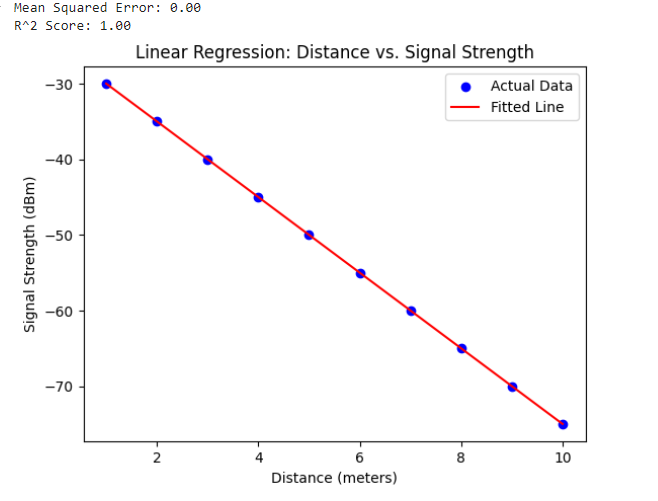 Mean Squared Error: 0.00
R^2 Score: 1.00
Linear Regression: Distance vs. Signal Strength
Actual Data
Fitted Line
−30
−40
−50
−60
−70
Signal Strength (dBm)
2 4 6 8 10
Distance (meters)